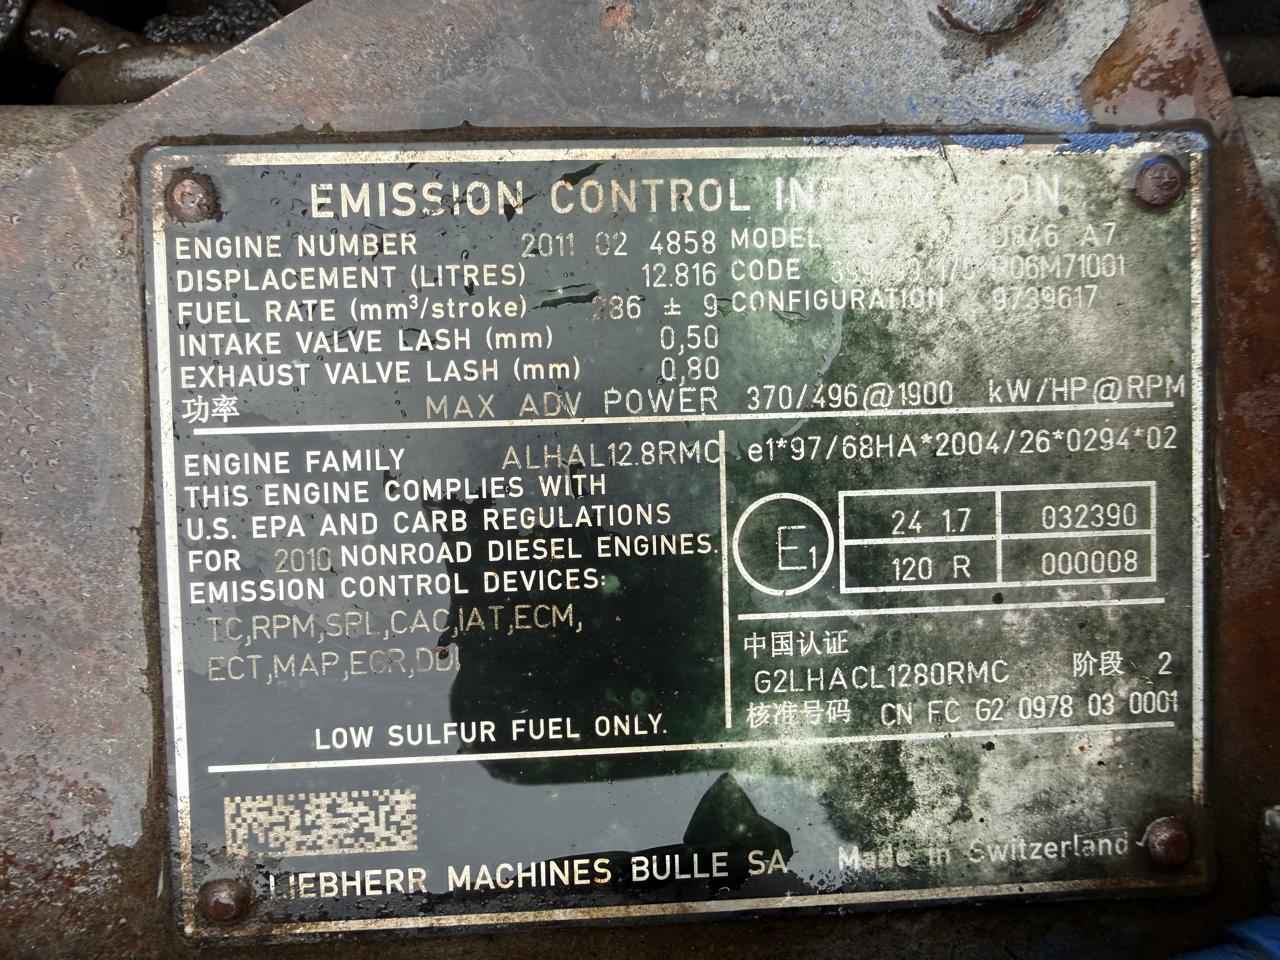 EMISSION CONTROL
ENGINE NUMBER 2011 02 4858 MODEL D846 A7
DISPLACEMENT (LITRES) 12.816 CODE
FUEL RATE (mm³/stroke) ± 9 CONFIGURATION 9739617
INTAKE VALVE LASH (mm) 0,50
EXHAUST VALVE LASH (mm) 0,80
功率 MAX ADV POWER 370/496@1900 kW/HP@RPM
ENGINE FAMILY ALHAL12.8RMC
THIS ENGINE COMPLIES WITH
U.S. EPA AND CARB REGULATIONS
FOR 2010 NONROAD DIESEL ENGINES.
EMISSION CONTROL DEVICES:
TC,RPM,SPL,CAC,IAT,ECM,
ECT,MAP,EGR,DDI
LOW SULFUR FUEL ONLY.
e1*97/68HA*2004/26*0294*02
E1
24 1.7 032390
120 R 000008
中国认证
G2LHACL1280RMC 阶段 2
核准号码 CN FC G2 0978 03 0001
LIEBHERR MACHINES BULLE SA Made in Switzerland